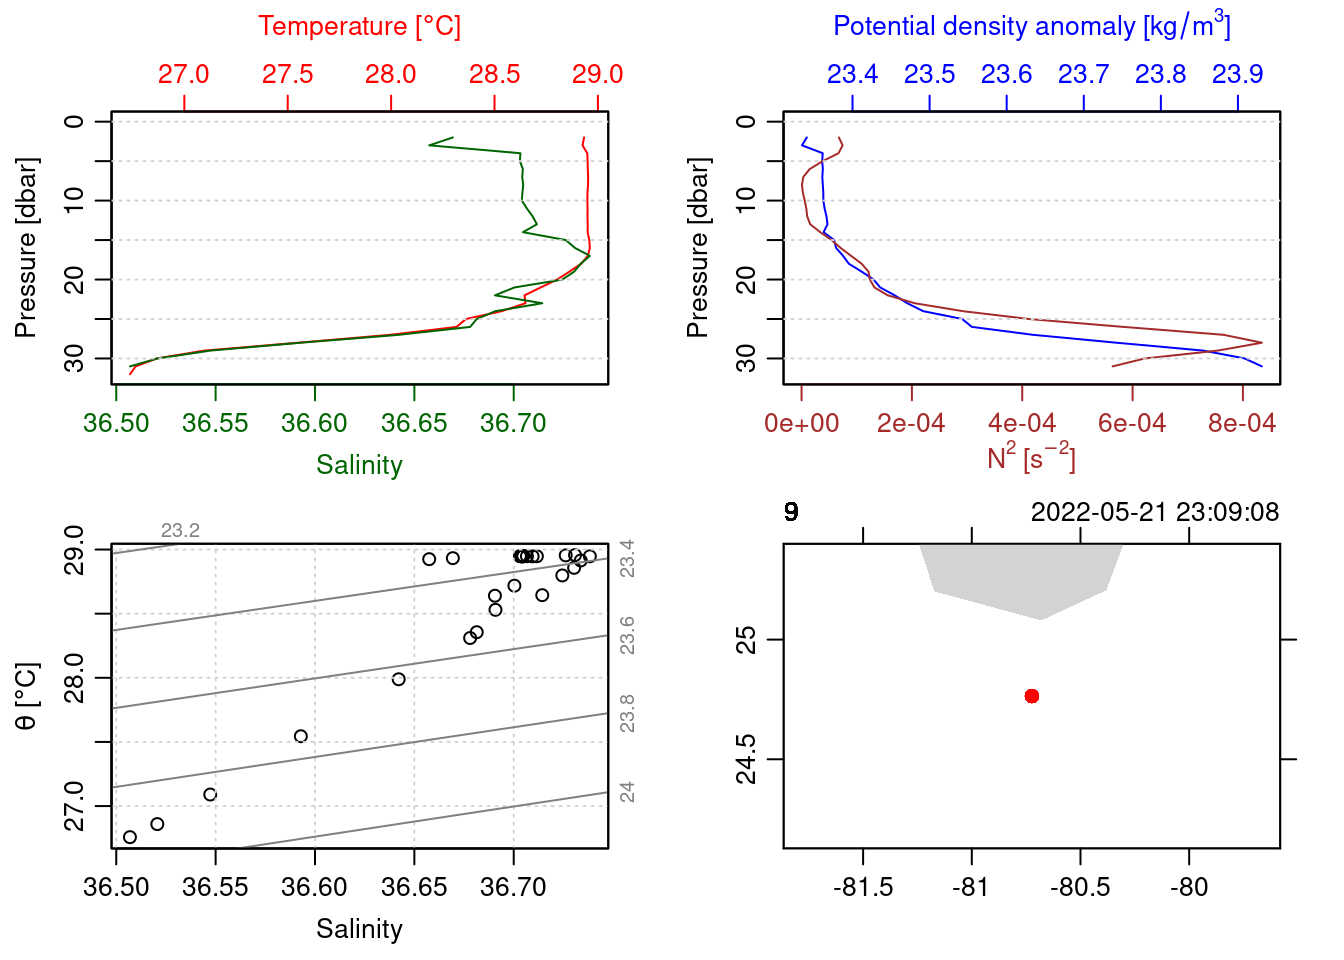 Temperature [°C]
27.0 27.5 28.0 28.5 29.0
Pressure [dbar]
0 10 20 30
36.50 36.55 36.60 36.65 36.70
Salinity
Potential density anomaly [kg/m³]
23.4 23.5 23.6 23.7 23.8 23.9
Pressure [dbar]
0 10 20 30
0e+00 2e-04 4e-04 6e-04 8e-04
N² [s⁻²]
23.2
23.4
23.6
23.8
24
θ [°C]
29.0 28.0 27.0
36.50 36.55 36.60 36.65 36.70
Salinity
2022-05-21 23:09:08
25
24.5
-81.5 -81 -80.5 -80